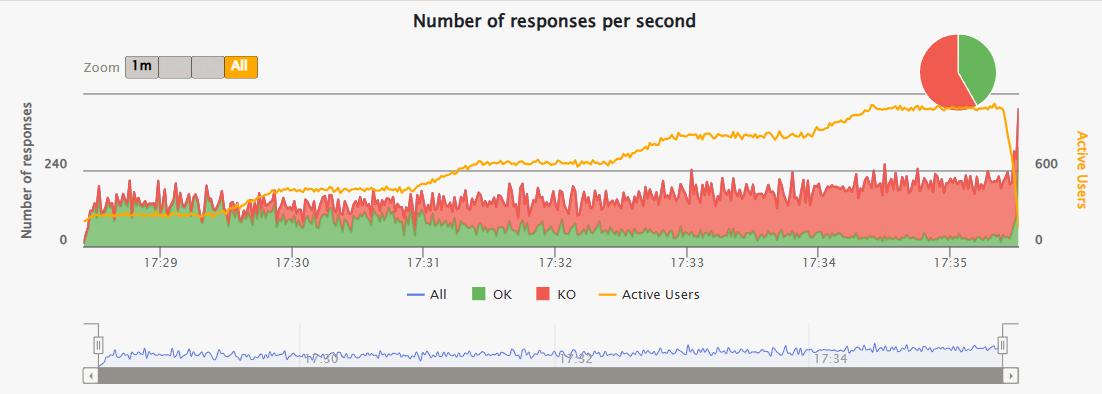 Number of responses per second
Zoom 1m All
Number of responses
240
0
Active Users
600
0
17:29 17:30 17:31 17:32 17:33 17:34 17:35
All OK KO Active Users
17:30 17:32 17:34